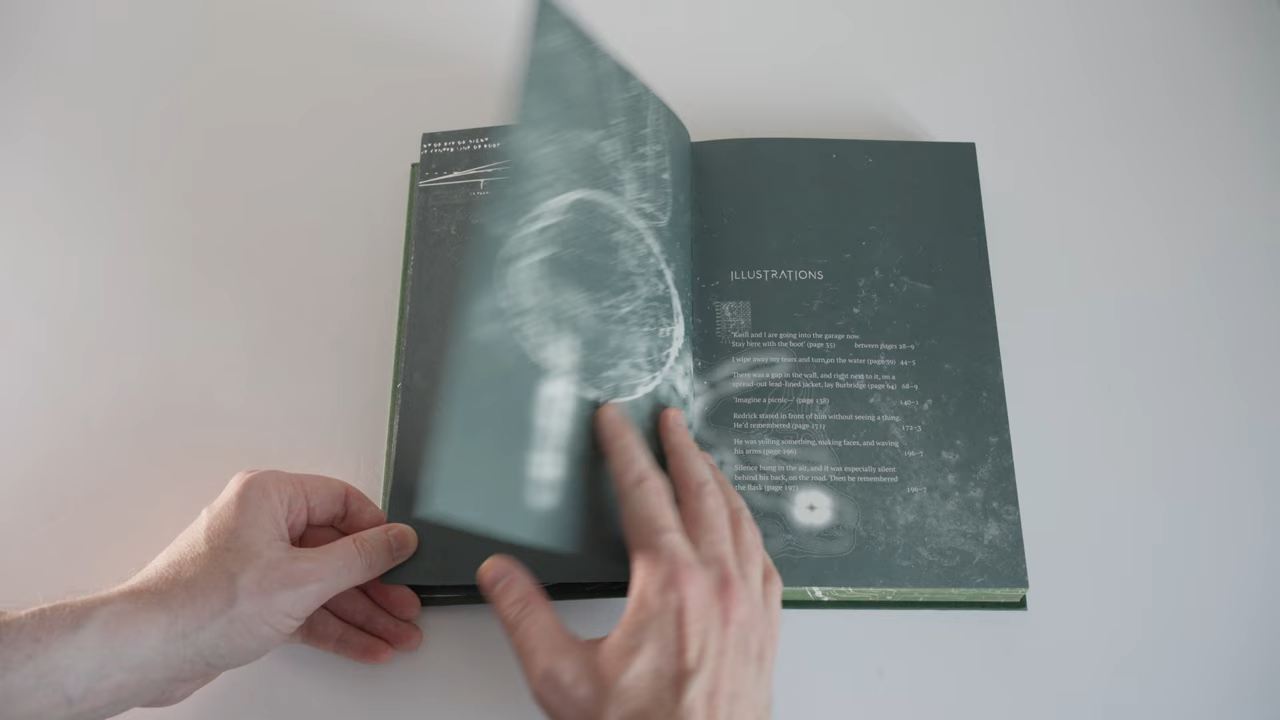 ILLUSTRATIONS
and I are going into the garage now.
Stay here with the boot' (page 35) between pages 28–9
I wipe away my tears and turn on the water (page 39) 44–5
There was a gap in the wall, and right next to it, on a
spread-out lead-lined jacket, lay Burbridge (page 64) 68–9
'Imagine a picnic—' (page 138) 140–1
Redrick stared in front of him without seeing a thing.
He'd remembered (page 171) 172–3
He was yelling something, making faces, and waving
his arms (page 196) 196–7
Silence hung in the air, and it was especially silent
behind his back, on the road. Then he remembered
the flask (page 197) 196–7